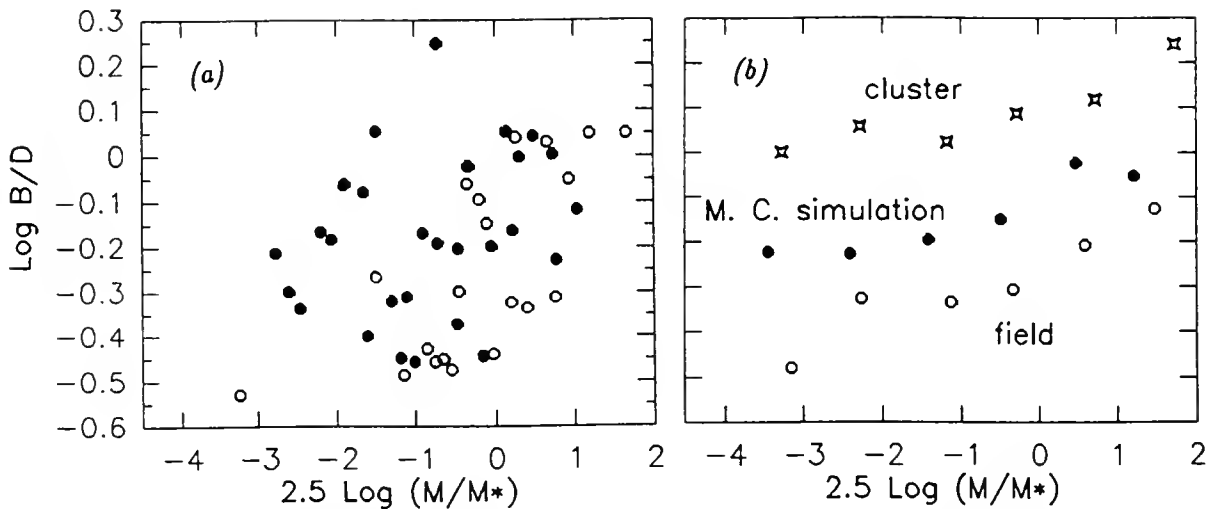 0.3
0.2
0.1
0
-0.1
-0.2
-0.3
-0.4
-0.5
-0.6
Log B/D
(a)
-4 -3 -2 -1 0 1 2
2.5 Log (M/M*)
(b)
cluster
M. C. simulation
field
-4 -3 -2 -1 0 1 2
2.5 Log (M/M*)